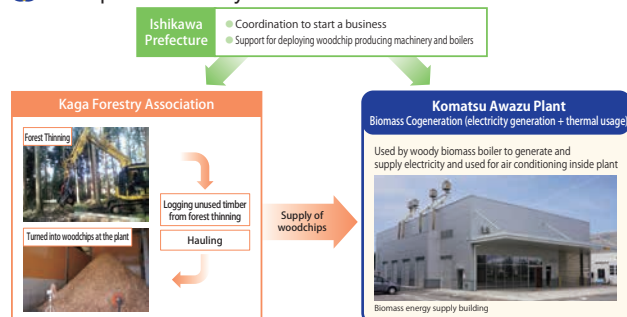 Ishikawa
Prefecture
● Coordination to start a business
● Support for deploying woodchip producing machinery and boilers
Kaga Forestry Association
Forest Thinning
Logging unused timber
from forest thinning
Hauling
Turned into woodchips at the plant
Supply of
woodchips
Komatsu Awazu Plant
Biomass Cogeneration (electricity generation + thermal usage)
Used by woody biomass boiler to generate and
supply electricity and used for air conditioning inside plant
Biomass energy supply building